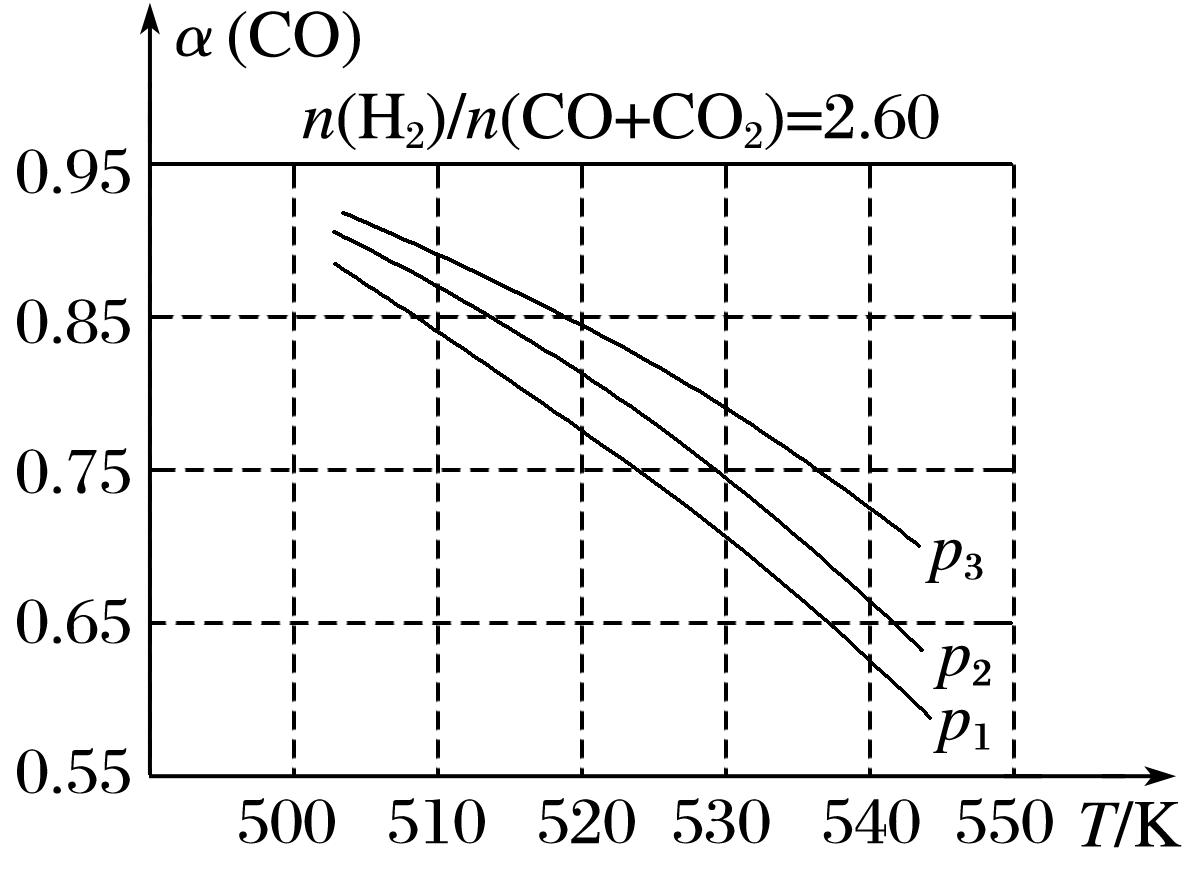 α (CO)
n(H₂)/n(CO+CO₂)=2.60
0.95
0.85
0.75
0.65
0.55
p₃
p₂
p₁
500 510 520 530 540 550 T/K